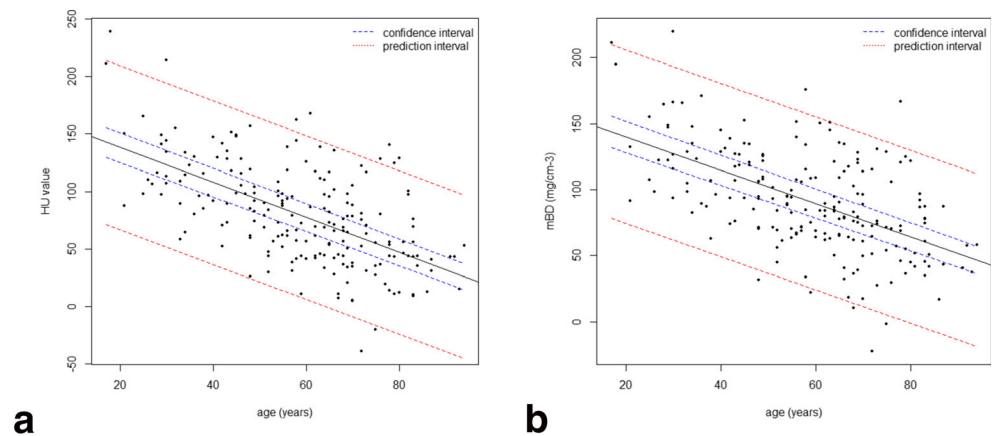 confidence interval
prediction interval
250
200
150
100
50
0
-50
HU value
20 40 60 80
age (years)
a
confidence interval
prediction interval
200
150
100
50
0
mBD (mg/cm-3)
20 40 60 80
age (years)
b